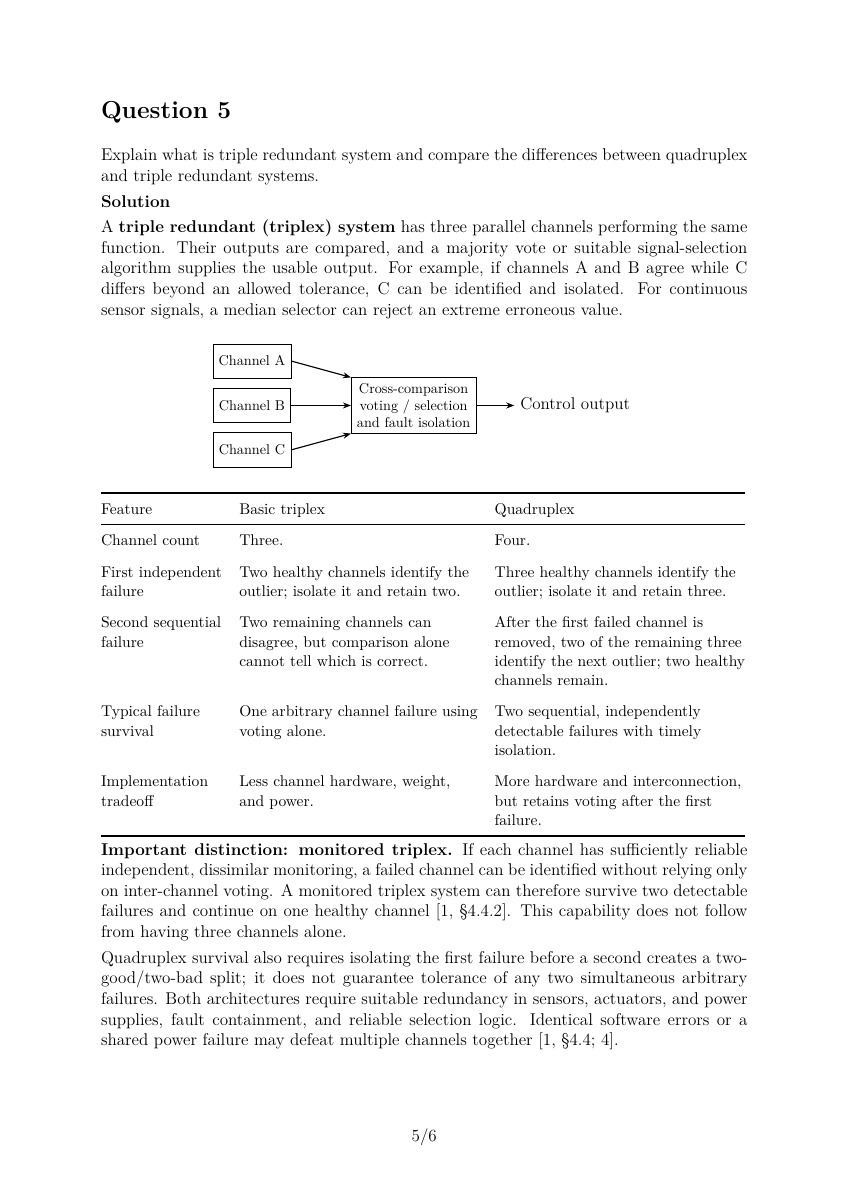 Question 5
Explain what is triple redundant system and compare the differences between quadruplex
and triple redundant systems.
Solution
A triple redundant (triplex) system has three parallel channels performing the same
function. Their outputs are compared, and a majority vote or suitable signal-selection
algorithm supplies the usable output. For example, if channels A and B agree while C
differs beyond an allowed tolerance, C can be identified and isolated. For continuous
sensor signals, a median selector can reject an extreme erroneous value.
Channel A
Channel B
Channel C
Cross-comparison
voting / selection
and fault isolation
Control output
Feature Basic triplex Quadruplex
Channel count Three. Four.
First independent Two healthy channels identify the Three healthy channels identify the
failure outlier; isolate it and retain two. outlier; isolate it and retain three.
Second sequential Two remaining channels can After the first failed channel is
failure disagree, but comparison alone removed, two of the remaining three
cannot tell which is correct. identify the next outlier; two healthy
channels remain.
Typical failure One arbitrary channel failure using Two sequential, independently
survival voting alone. detectable failures with timely
isolation.
Implementation Less channel hardware, weight, More hardware and interconnection,
tradeoff and power. but retains voting after the first
failure.
Important distinction: monitored triplex. If each channel has sufficiently reliable
independent, dissimilar monitoring, a failed channel can be identified without relying only
on inter-channel voting. A monitored triplex system can therefore survive two detectable
failures and continue on one healthy channel [1, §4.4.2]. This capability does not follow
from having three channels alone.
Quadruplex survival also requires isolating the first failure before a second creates a two-
good/two-bad split; it does not guarantee tolerance of any two simultaneous arbitrary
failures. Both architectures require suitable redundancy in sensors, actuators, and power
supplies, fault containment, and reliable selection logic. Identical software errors or a
shared power failure may defeat multiple channels together [1, §4.4; 4].
5/6